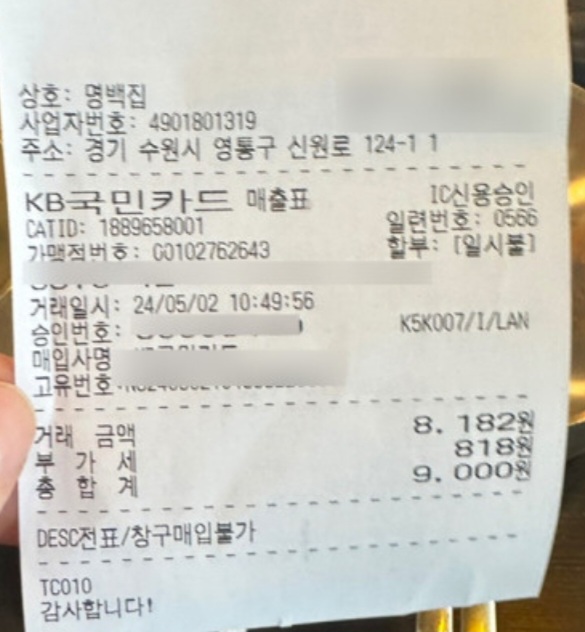 상호: 명백집
사업자번호: 4901801319
주소: 경기 수원시 영통구 신원로 124-1 1
KB국민카드 매출표 IC신용승인
CATID: 1889658001 일련번호: 0566
가맹점번호: 00102762643 할부: [일시불]
거래일시: 24/05/02 10:49:56
승인번호: K5K007/I/LAN
매입사명
고유번호
거래 금액 8,182원
부 가 세 818원
총 합 계 9,000원
DESC전표/창구매입불가
TC010
감사합니다!